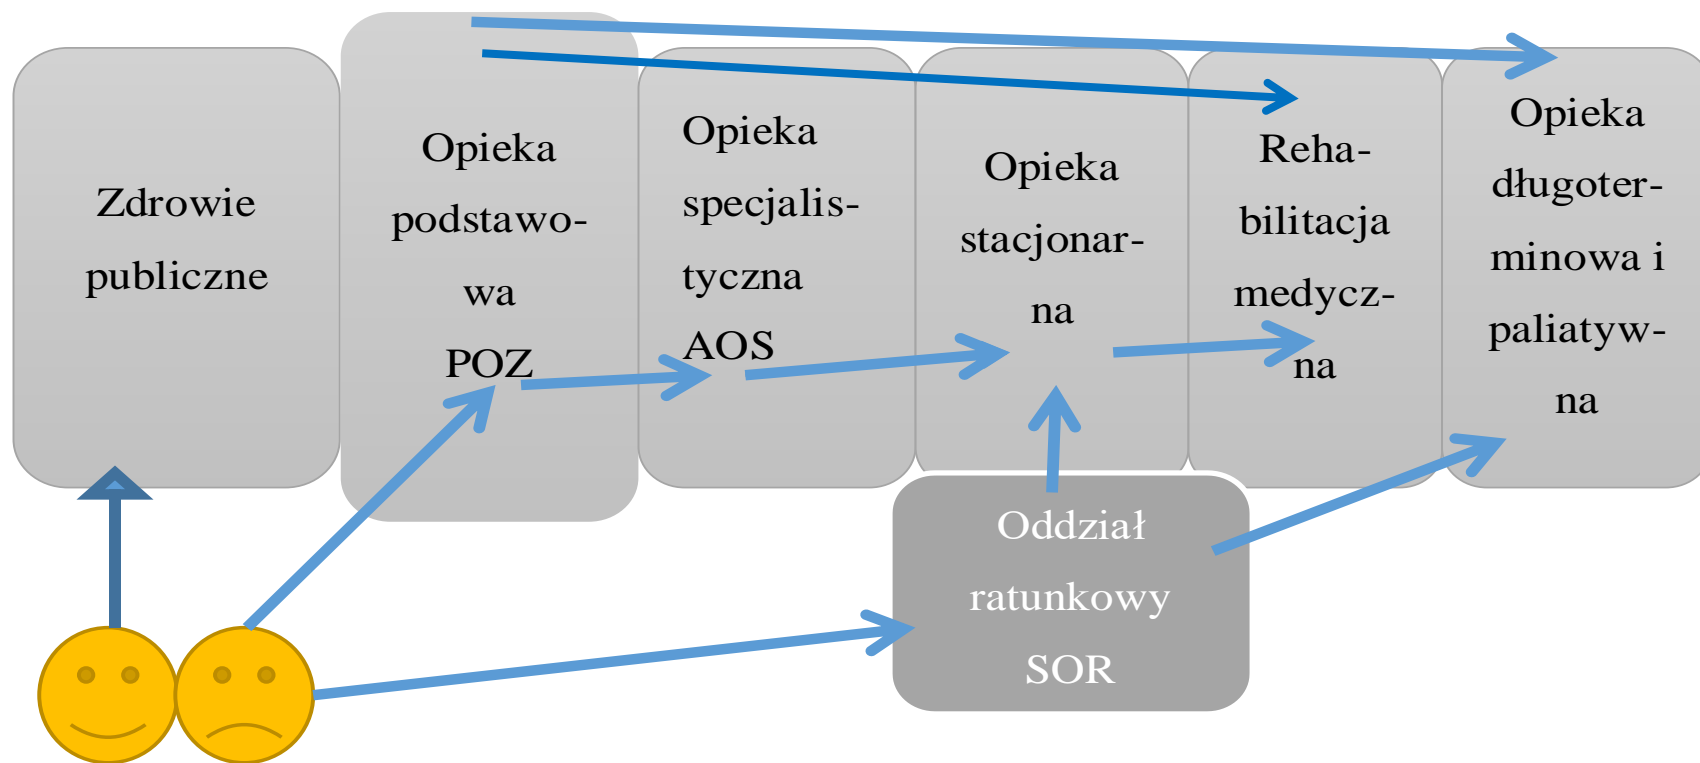 Zdrowie
publiczne
Opieka
podstawo-
wa
POZ
Opieka
specjalis-
tyczna
AOS
Opieka
stacjonar-
na
Reha-
bilitacja
medycz-
na
Opieka
długoter-
minowa i
paliatyw-
na
Oddział
ratunkowy
SOR